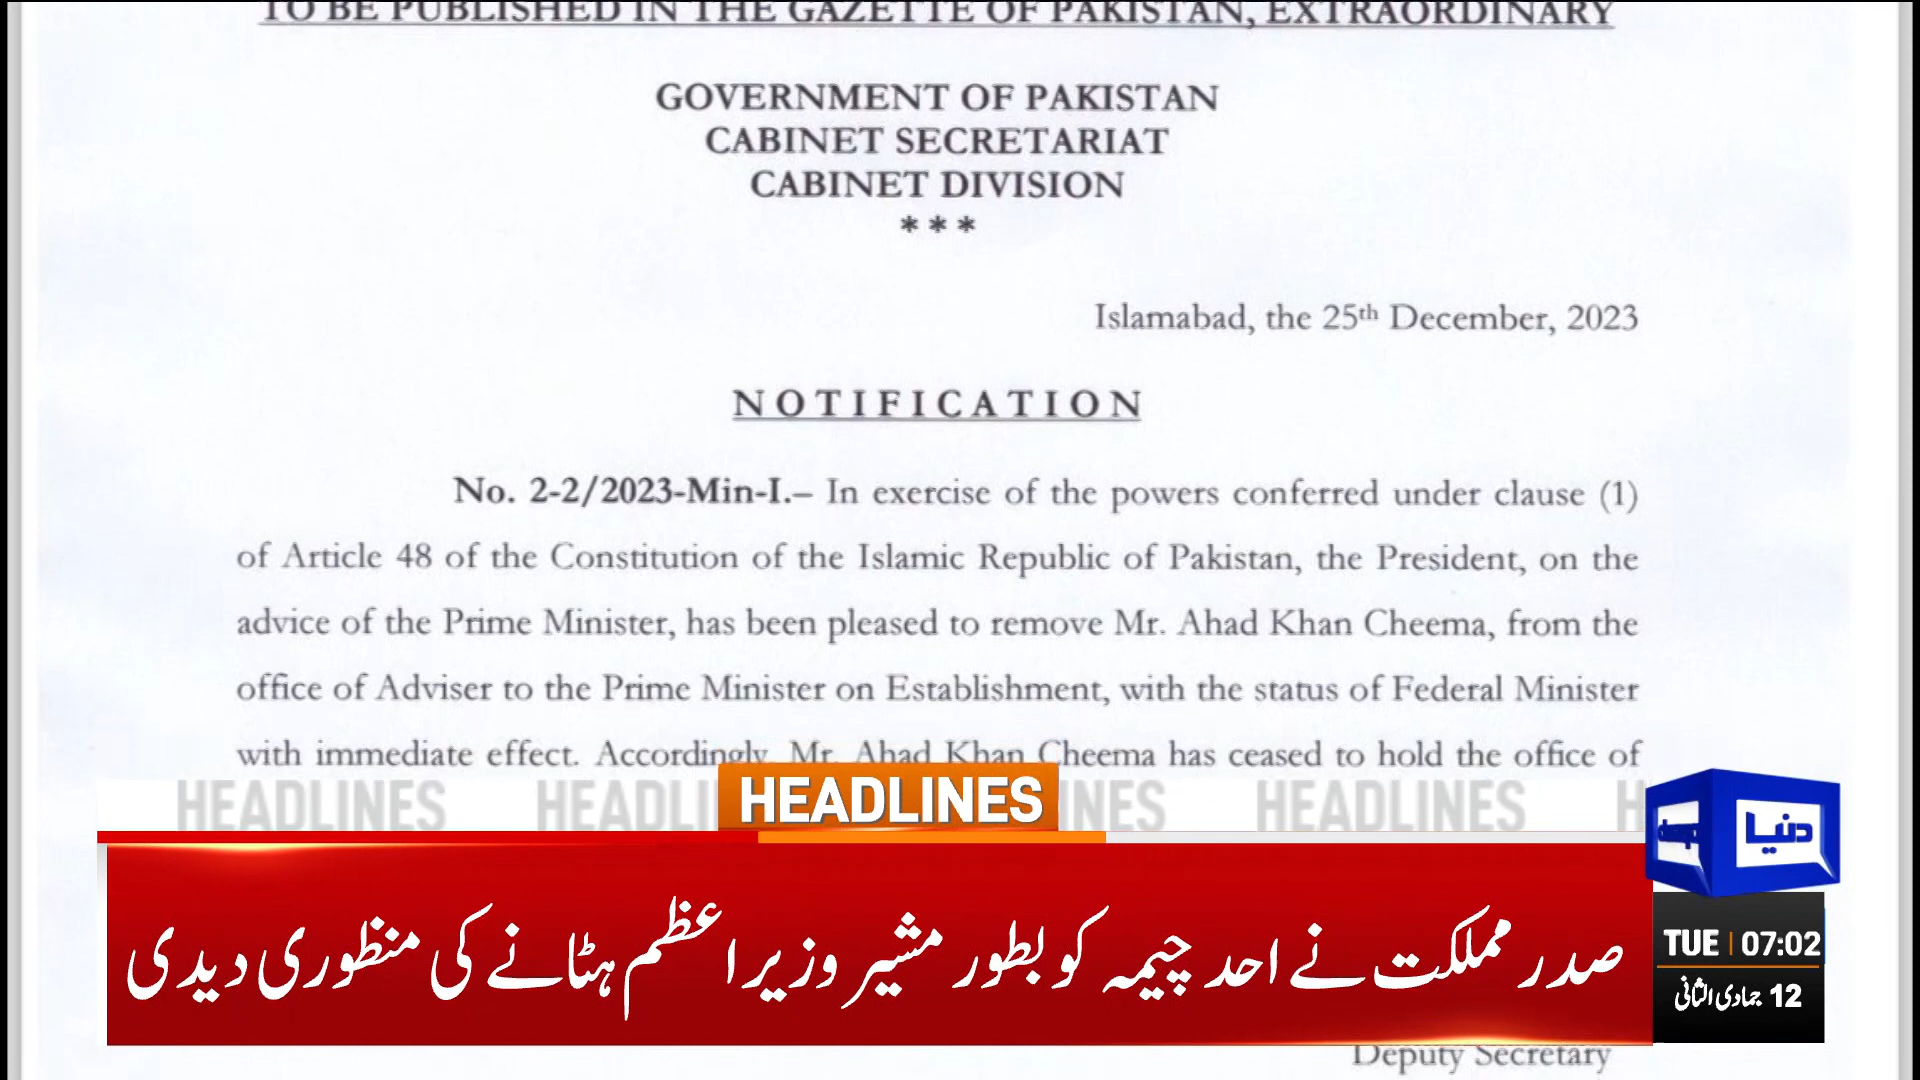 TO BE PUBLISHED IN THE GAZETTE OF PAKISTAN, EXTRAORDINARY
GOVERNMENT OF PAKISTAN
CABINET SECRETARIAT
CABINET DIVISION
* * *
Islamabad, the 25th December, 2023
NOTIFICATION
No. 2-2/2023-Min-I.– In exercise of the powers conferred under clause (1)
of Article 48 of the Constitution of the Islamic Republic of Pakistan, the President, on the
advice of the Prime Minister, has been pleased to remove Mr. Ahad Khan Cheema, from the
office of Adviser to the Prime Minister on Establishment, with the status of Federal Minister
with immediate effect. Accordingly, Mr. Ahad Khan Cheema has ceased to hold the office of
HEADLINES HEADLINES HEADLINES
HEADLINES
دنیا
صدر مملکت نے احد چیمہ کو بطور مشیر وزیراعظم ہٹانے کی منظوری دیدی
TUE 07:02
12 جمادی الثانی
Deputy Secretary